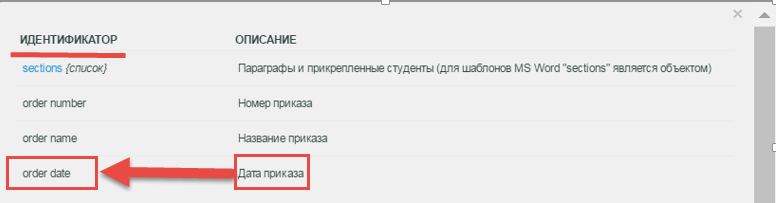 ИДЕНТИФИКАТОР ОПИСАНИЕ
sections {список} Параграфы и прикрепленные студенты (для шаблонов MS Word "sections" является объектом)
order number Номер приказа
order name Название приказа
order date Дата приказа